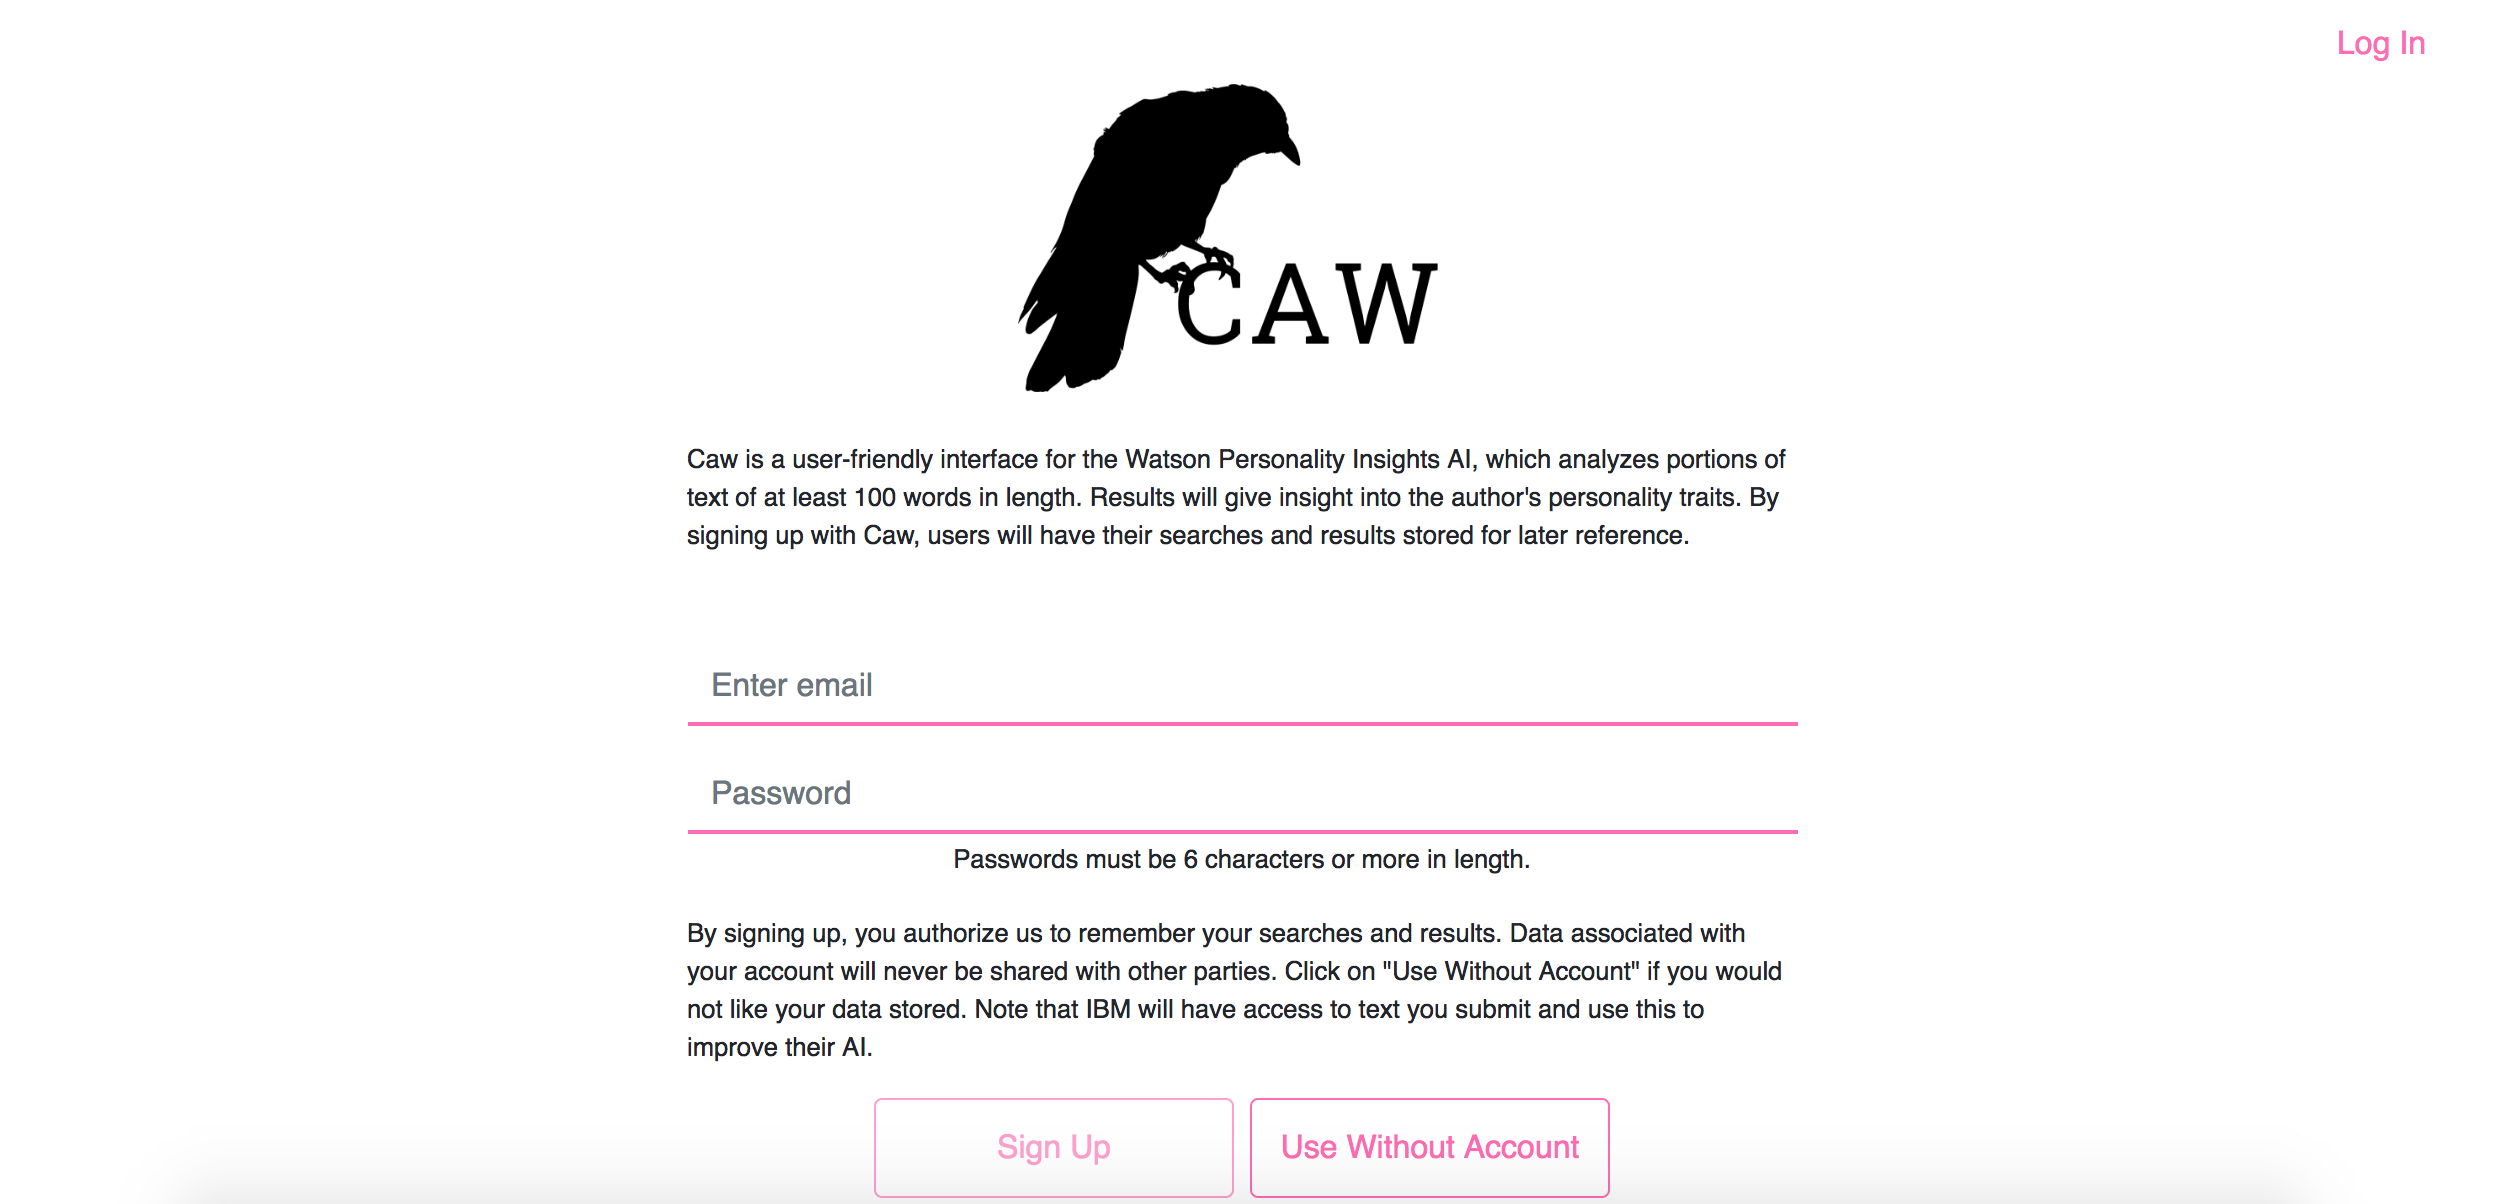 Log In
CAW
Caw is a user-friendly interface for the Watson Personality Insights AI, which analyzes portions of
text of at least 100 words in length. Results will give insight into the author's personality traits. By
signing up with Caw, users will have their searches and results stored for later reference.
Enter email
Password
Passwords must be 6 characters or more in length.
By signing up, you authorize us to remember your searches and results. Data associated with
your account will never be shared with other parties. Click on "Use Without Account" if you would
not like your data stored. Note that IBM will have access to text you submit and use this to
improve their AI.
Sign Up
Use Without Account